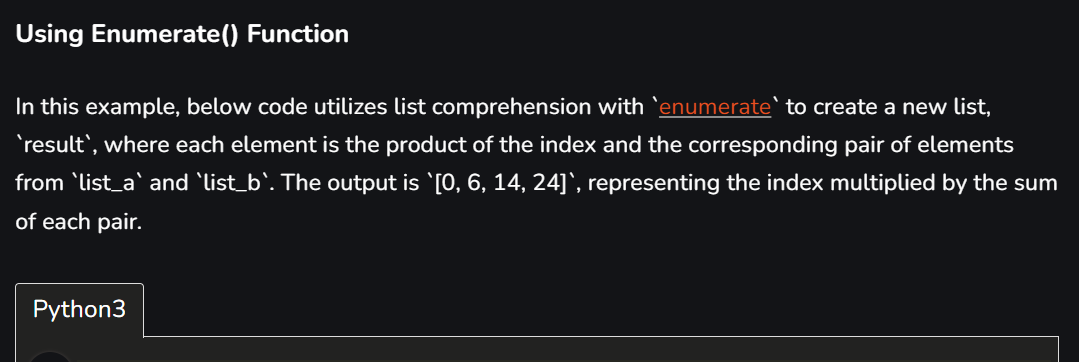 Using Enumerate() Function
In this example, below code utilizes list comprehension with `enumerate` to create a new list,
`result`, where each element is the product of the index and the corresponding pair of elements
from `list_a` and `list_b`. The output is `[0, 6, 14, 24]`, representing the index multiplied by the sum
of each pair.
Python3